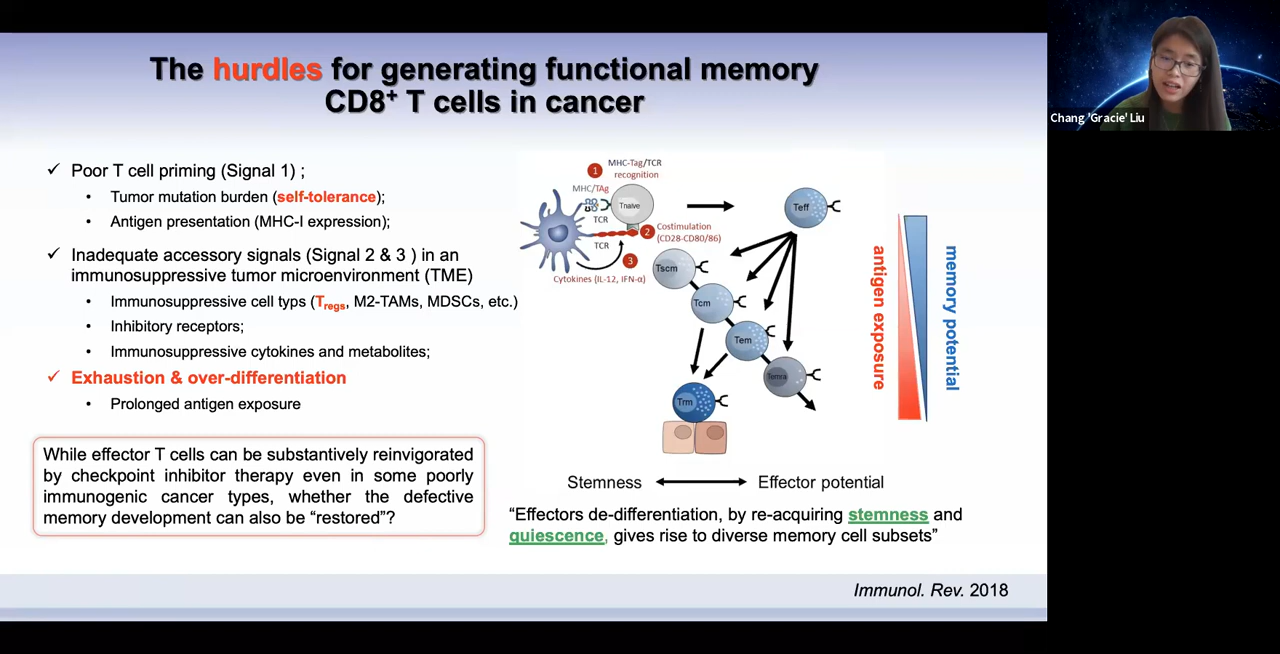 The hurdles for generating functional memory
CD8+ T cells in cancer
Chang 'Gracie' Liu
✓ Poor T cell priming (Signal 1) ;
• Tumor mutation burden (self-tolerance);
• Antigen presentation (MHC-I expression);
✓ Inadequate accessory signals (Signal 2 & 3 ) in an
immunosuppressive tumor microenvironment (TME)
• Immunosuppressive cell types (Tregs, M2-TAMs, MDSCs, etc.)
• Inhibitory receptors;
• Immunosuppressive cytokines and metabolites;
✓ Exhaustion & over-differentiation
• Prolonged antigen exposure
While effector T cells can be substantively reinvigorated
by checkpoint inhibitor therapy even in some poorly
immunogenic cancer types, whether the defective
memory development can also be “restored”?
1
MHC-Tag/TCR
recognition
MHC/TAg
TCR
Tnaive
2
Costimulation
(CD28-CD80/86)
TCR
3
Cytokines (IL-12, IFN-α)
Teff
Tscm
Tcm
Tem
Temra
Trm
antigen exposure
memory potential
Stemness
Effector potential
“Effectors de-differentiation, by re-acquiring stemness and
quiescence, gives rise to diverse memory cell subsets”
Immunol. Rev. 2018